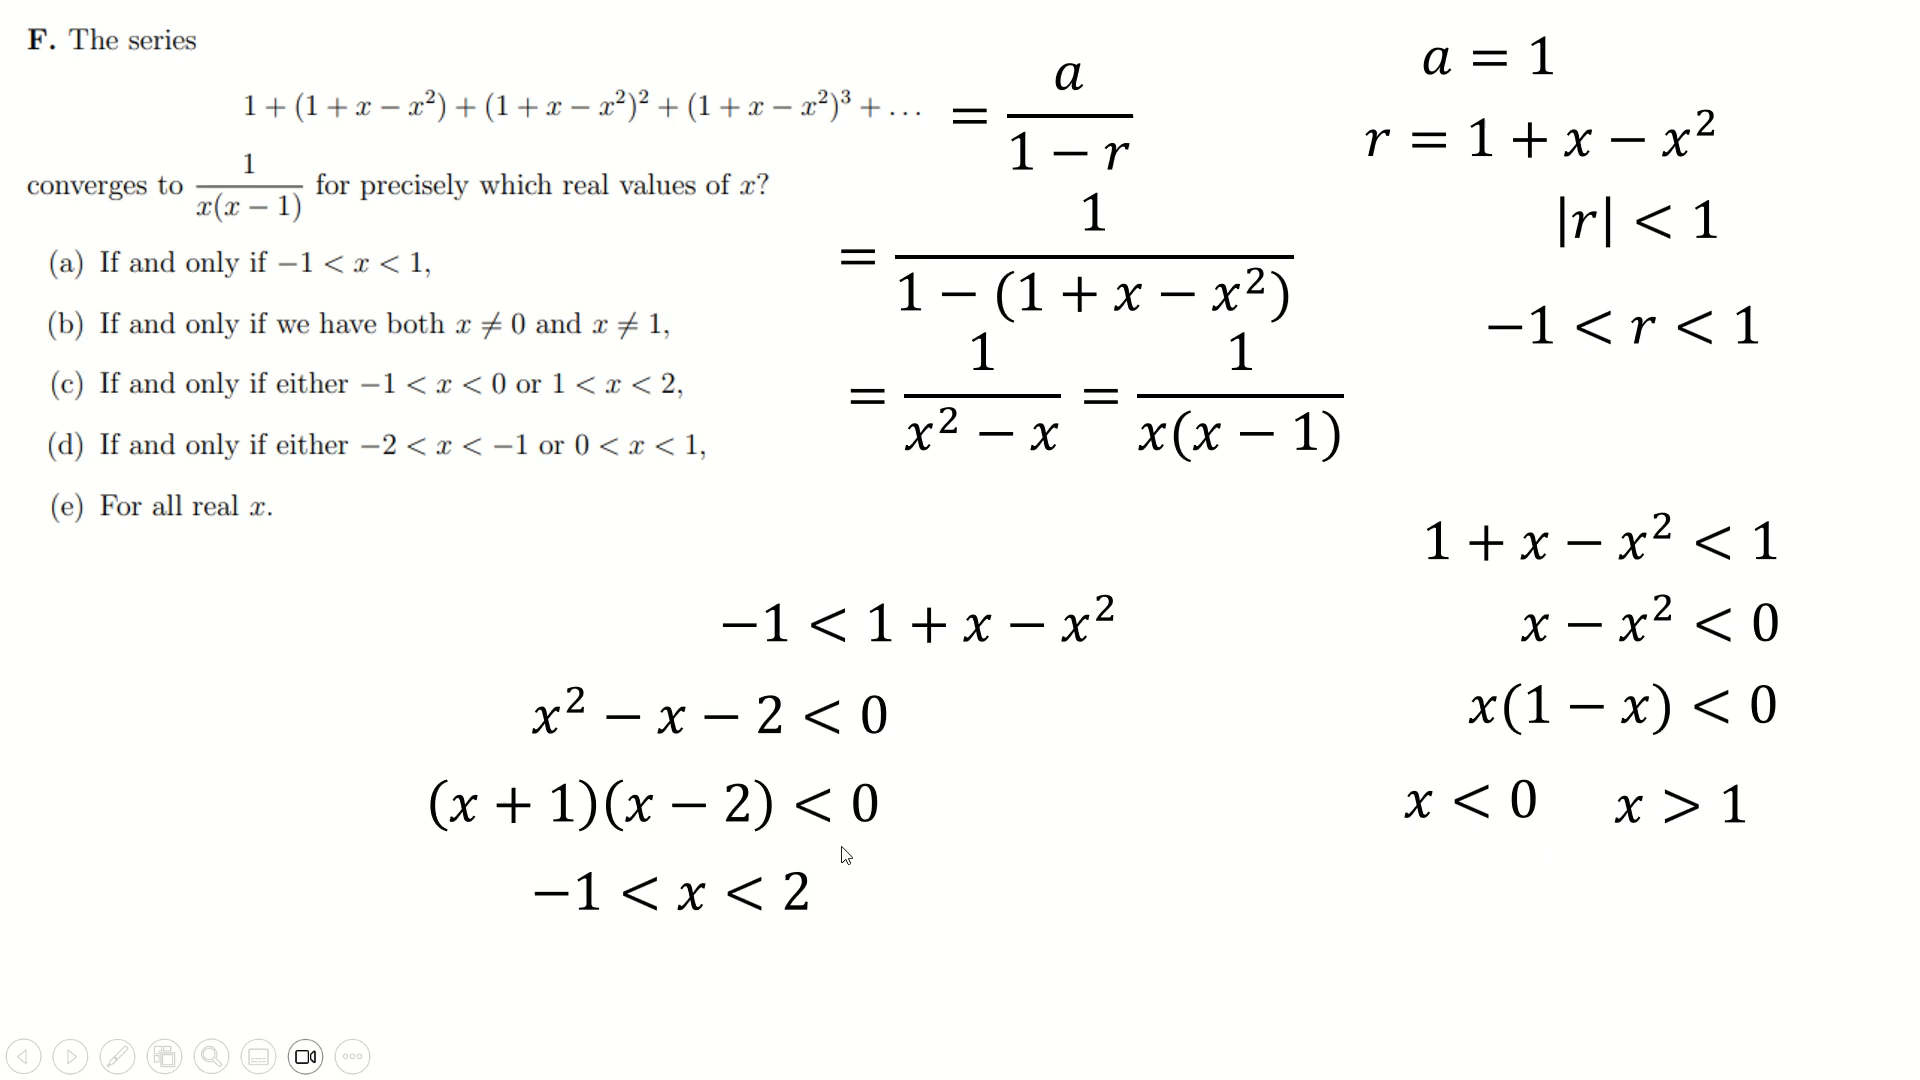 F. The series
1 + (1 + x − x²) + (1 + x − x²)² + (1 + x − x²)³ + . . .
converges to 1/(x(x − 1)) for precisely which real values of x?
(a) If and only if −1 < x < 1,
(b) If and only if we have both x ≠ 0 and x ≠ 1,
(c) If and only if either −1 < x < 0 or 1 < x < 2,
(d) If and only if either −2 < x < −1 or 0 < x < 1,
(e) For all real x.
= a/(1 − r)
= 1/(1 − (1 + x − x²))
= 1/(x² − x) = 1/(x(x − 1))
a = 1
r = 1 + x − x²
|r| < 1
−1 < r < 1
−1 < 1 + x − x²
x² − x − 2 < 0
(x + 1)(x − 2) < 0
−1 < x < 2
1 + x − x² < 1
x − x² < 0
x(1 − x) < 0
x < 0 x > 1